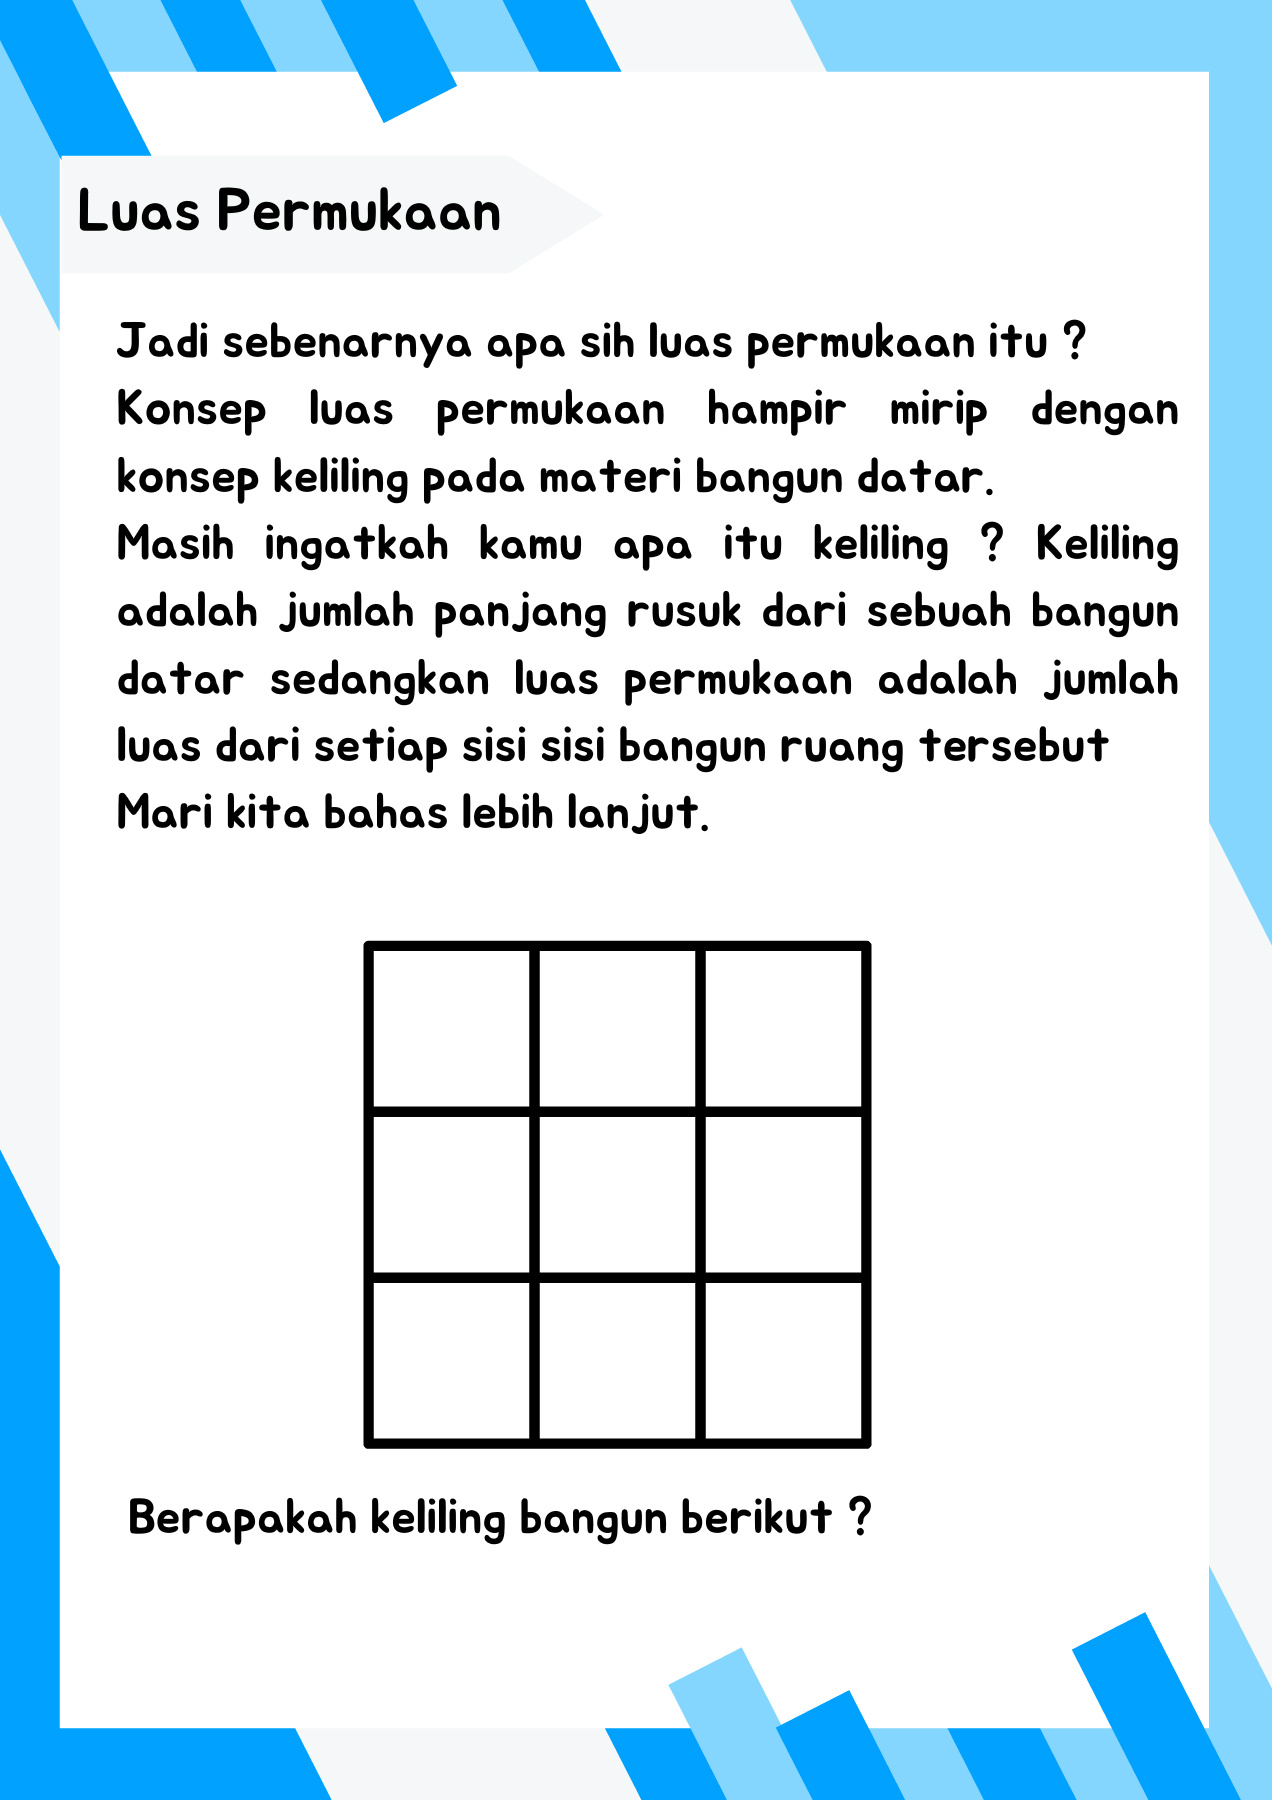 Luas Permukaan
Jadi sebenarnya apa sih luas permukaan itu ?
Konsep luas permukaan hampir mirip dengan
konsep keliling pada materi bangun datar.
Masih ingatkah kamu apa itu keliling ? Keliling
adalah jumlah panjang rusuk dari sebuah bangun
datar sedangkan luas permukaan adalah jumlah
luas dari setiap sisi sisi bangun ruang tersebut
Mari kita bahas lebih lanjut.
Berapakah keliling bangun berikut ?